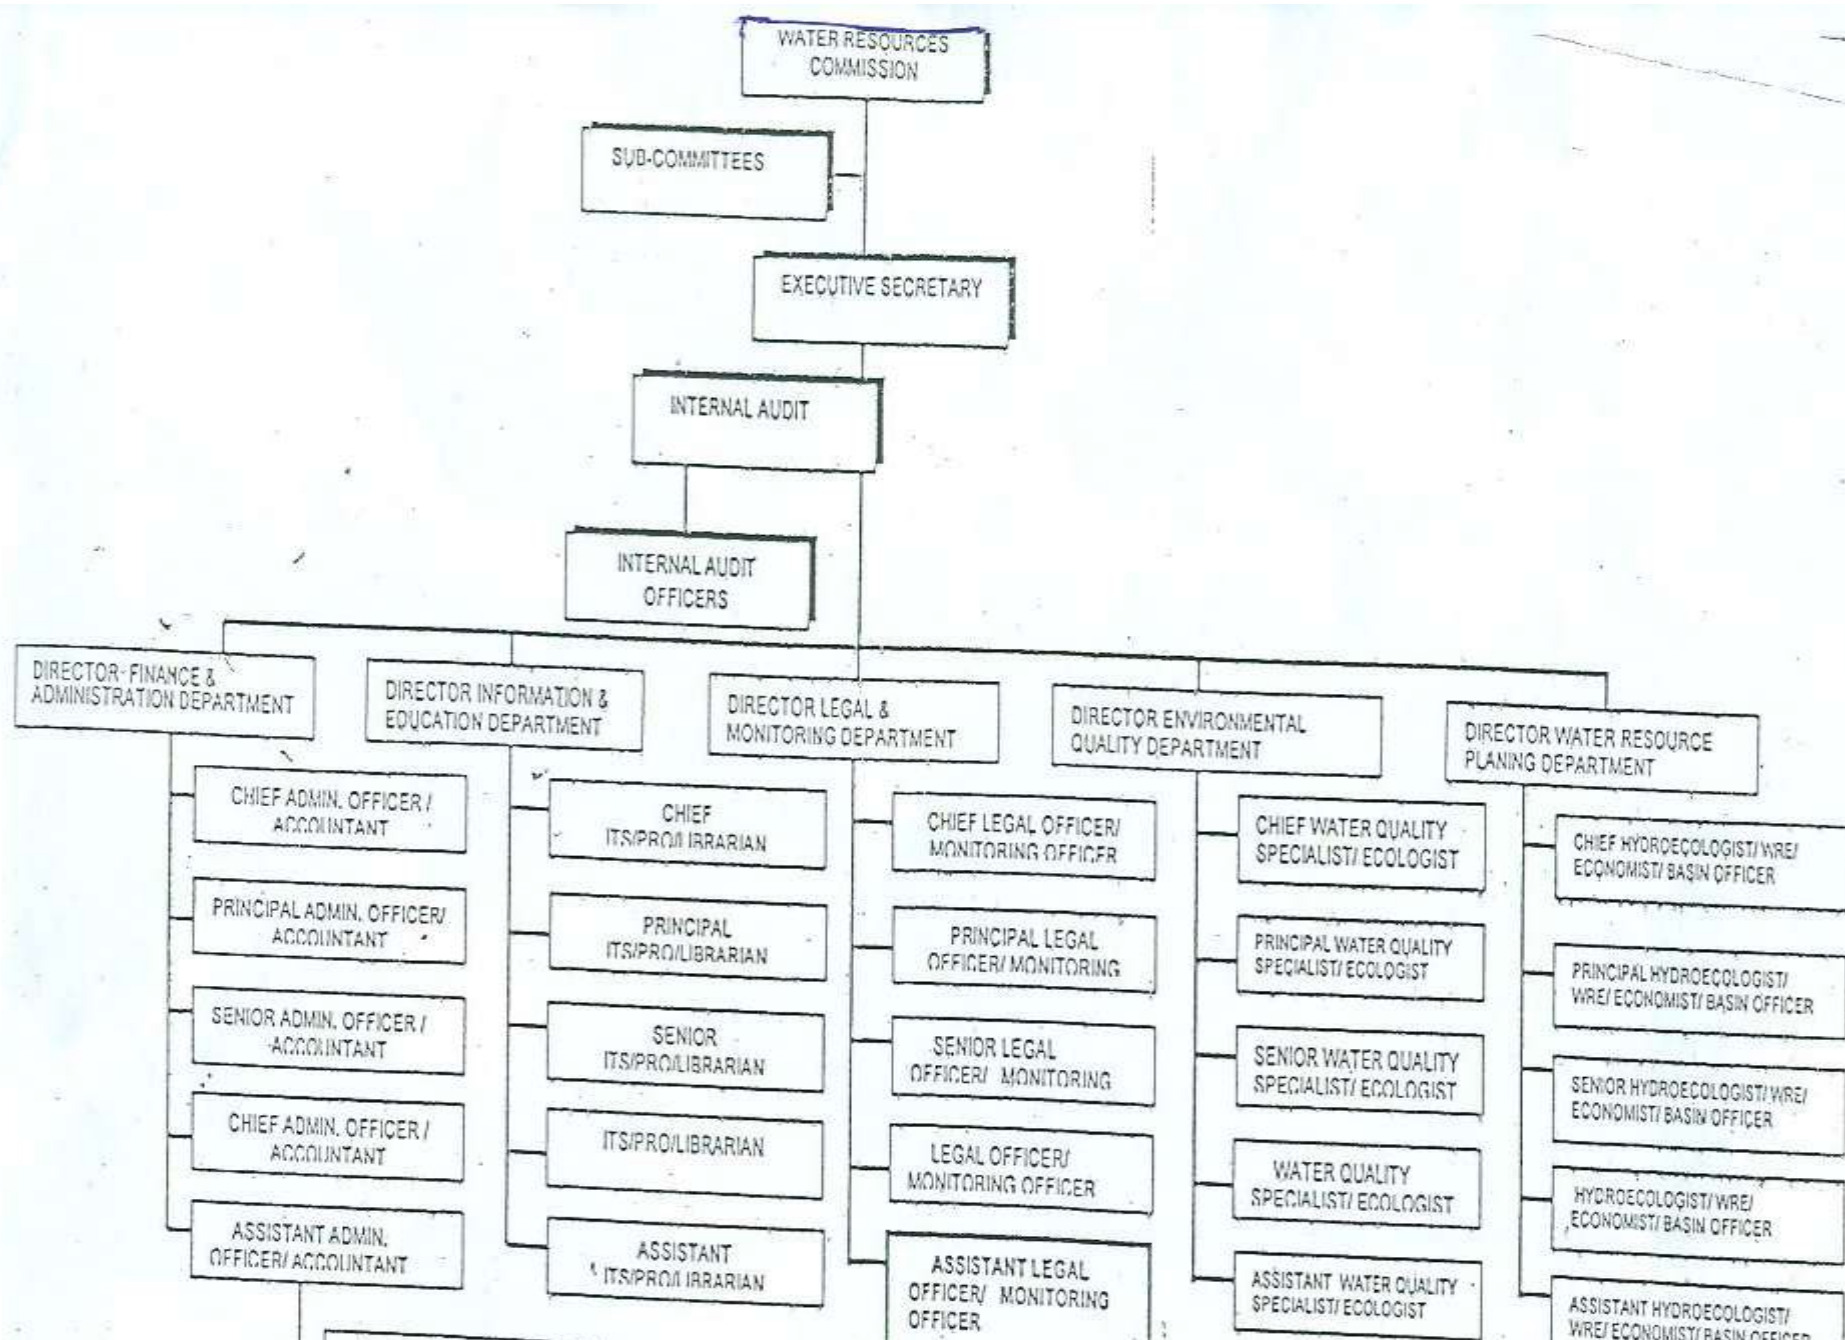 WATER RESOURCES
COMMISSION
SUB-COMMITTEES
EXECUTIVE SECRETARY
INTERNAL AUDIT
INTERNAL AUDIT
OFFICERS
DIRECTOR-FINANCE &
ADMINISTRATION DEPARTMENT
CHIEF ADMIN. OFFICER /
ACCOUNTANT
PRINCIPAL ADMIN. OFFICER/
ACCOUNTANT
SENIOR ADMIN. OFFICER /
ACCOUNTANT
CHIEF ADMIN. OFFICER /
ACCOUNTANT
ASSISTANT ADMIN.
OFFICER/ ACCOUNTANT
DIRECTOR INFORMATION &
EDUCATION DEPARTMENT
CHIEF
ITS/PRO/LIBRARIAN
PRINCIPAL
ITS/PRO/LIBRARIAN
SENIOR
ITS/PRO/LIBRARIAN
ITS/PRO/LIBRARIAN
ASSISTANT
ITS/PRO/LIBRARIAN
DIRECTOR LEGAL &
MONITORING DEPARTMENT
CHIEF LEGAL OFFICER/
MONITORING OFFICER
PRINCIPAL LEGAL
OFFICER/ MONITORING
SENIOR LEGAL
OFFICER/ MONITORING
LEGAL OFFICER/
MONITORING OFFICER
ASSISTANT LEGAL
OFFICER/ MONITORING
OFFICER
DIRECTOR ENVIRONMENTAL
QUALITY DEPARTMENT
CHIEF WATER QUALITY
SPECIALIST/ ECOLOGIST
PRINCIPAL WATER QUALITY
SPECIALIST/ ECOLOGIST
SENIOR WATER QUALITY
SPECIALIST/ ECOLOGIST
WATER QUALITY
SPECIALIST/ ECOLOGIST
ASSISTANT WATER QUALITY
SPECIALIST/ ECOLOGIST
DIRECTOR WATER RESOURCE
PLANING DEPARTMENT
CHIEF HYDROECOLOGIST/ WRE/
ECONOMIST/ BASIN OFFICER
PRINCIPAL HYDROECOLOGIST/
WRE/ ECONOMIST/ BASIN OFFICER
SENIOR HYDROECOLOGIST/ WRE/
ECONOMIST/ BASIN OFFICER
HYDROECOLOGIST/ WRE/
ECONOMIST/ BASIN OFFICER
ASSISTANT HYDROECOLOGIST/
WRE/ ECONOMIST/ BASIN OFFICER